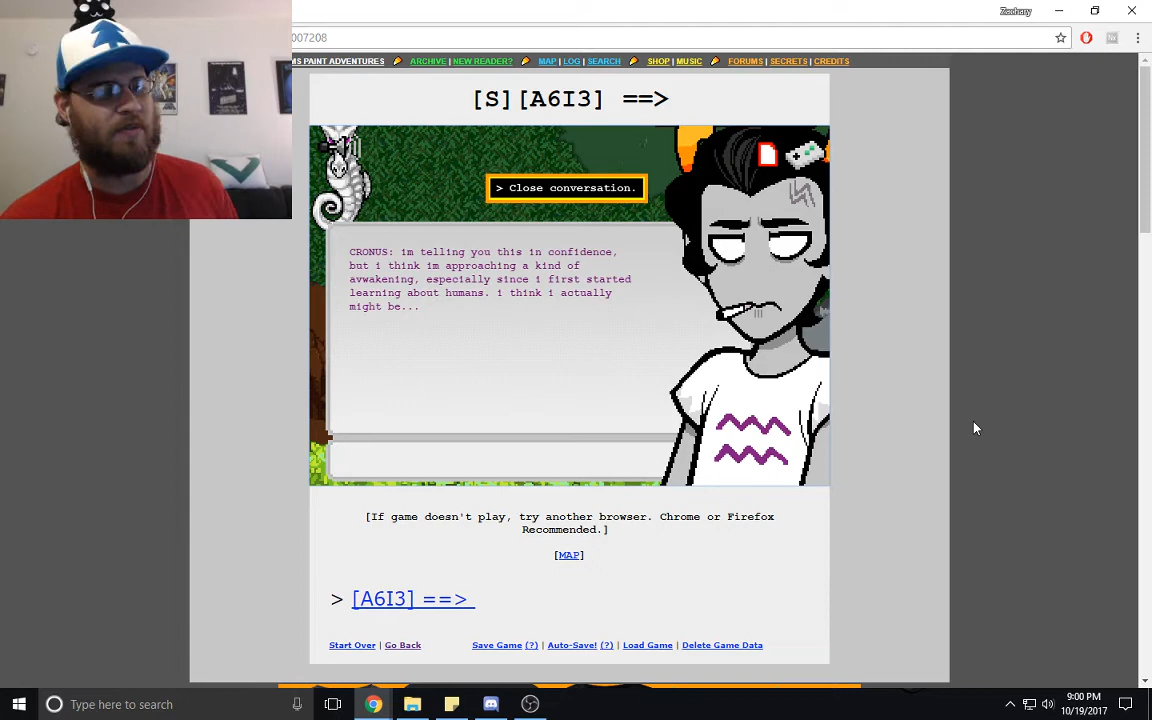 Zachary
007208
MS PAINT ADVENTURES ARCHIVE | NEW READER? MAP | LOG | SEARCH SHOP | MUSIC FORUMS | SECRETS | CREDITS
[S][A6I3] ==>
> Close conversation.
CRONUS: im telling you this in confidence,
but i think im approaching a kind of
avwakening, especially since i first started
learning about humans. i think i actually
might be...
[If game doesn't play, try another browser. Chrome or Firefox
Recommended.]
[MAP]
> [A6I3] ==>
Start Over | Go Back Save Game (?) | Auto-Save! (?) | Load Game | Delete Game Data
Type here to search
9:00 PM
10/19/2017